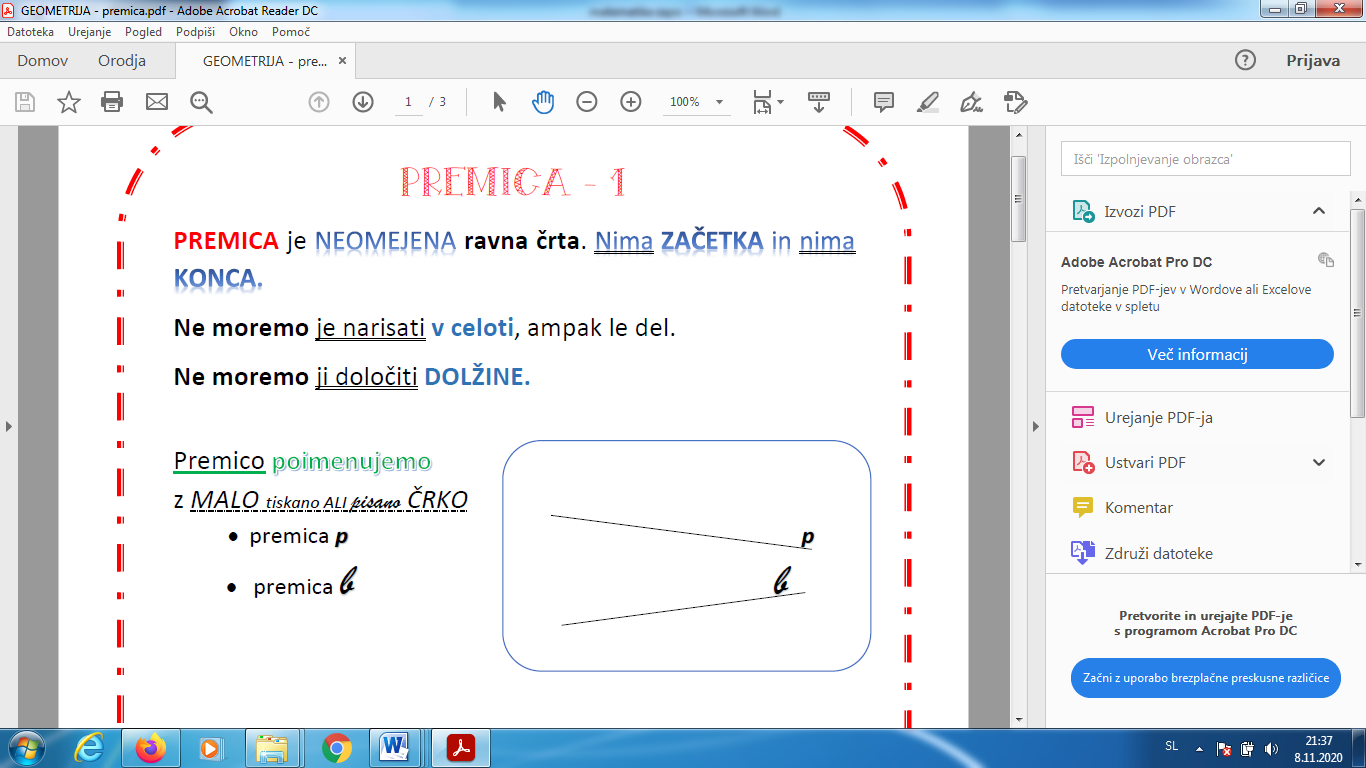 GEOMETRIJA - premica.pdf - Adobe Acrobat Reader DC
Datoteka Urejanje Pogled Podpiši Okno Pomoč
Domov Orodja GEOMETRIJA - pre... × Prijava
1 / 3 100%
PREMICA - 1
PREMICA je NEOMEJENA ravna črta. Nima ZAČETKA in nima
KONCA.
Ne moremo je narisati v celoti, ampak le del.
Ne moremo ji določiti DOLŽINE.
Premico poimenujemo
z MALO tiskano ALI pisano ČRKO
• premica p
• premica b
p
b
Išči 'Izpolnjevanje obrazca'
Izvozi PDF
Adobe Acrobat Pro DC
Pretvarjanje PDF-jev v Wordove ali Excelove
datoteke v spletu
Več informacij
Urejanje PDF-ja
Ustvari PDF
Komentar
Združi datoteke
Pretvorite in urejajte PDF-je
s programom Acrobat Pro DC
Začni z uporabo brezplačne preskusne različice
SL 21:37
8.11.2020